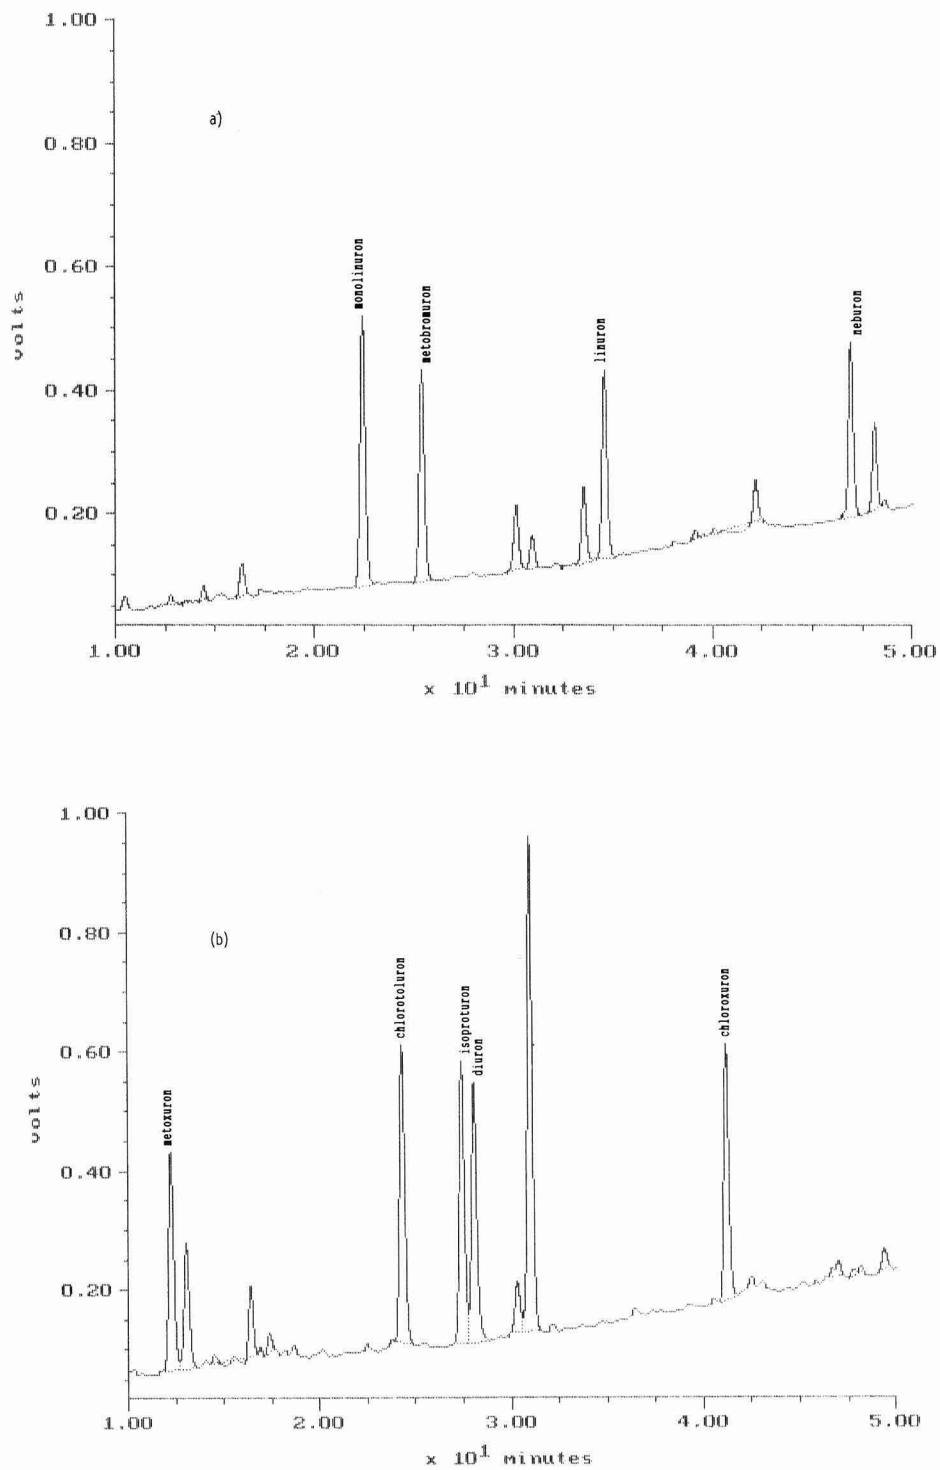 1.00
a)
0.80
0.60
monolinuron
metobromuron
linuron
neburon
volts
0.40
0.20
1.00 2.00 3.00 4.00 5.00
x 10¹ minutes
1.00
0.80
(b)
chlorotoluron
isoproturon
diuron
chloroxuron
0.60
volts
metoxuron
0.40
0.20
1.00 2.00 3.00 4.00 5.00
x 10¹ minutes